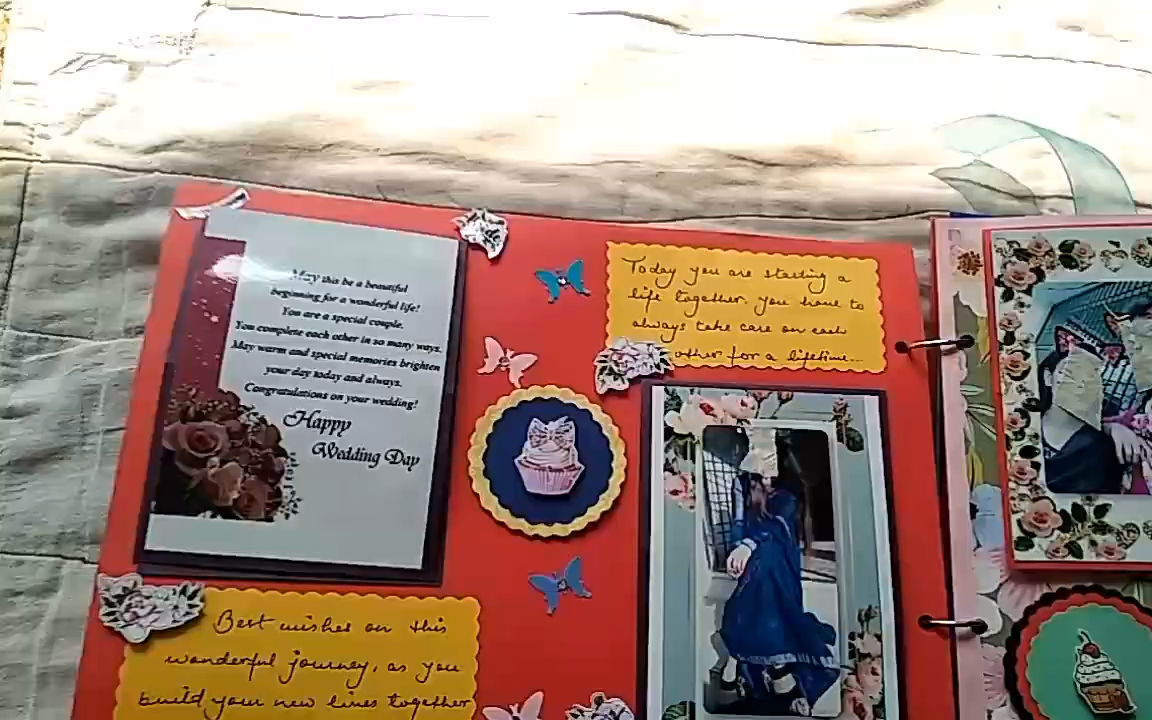 May this be a beautiful
beginning for a wonderful life!
You are a special couple.
You complete each other in so many ways.
May warm and special memories brighten
your day today and always.
Congratulations on your wedding!
Happy
Wedding Day
Today you are starting a
life together. you have to
always take care on each
other for a lifetime...
Best wishes on this
wonderful journey, as you
build your new lives together